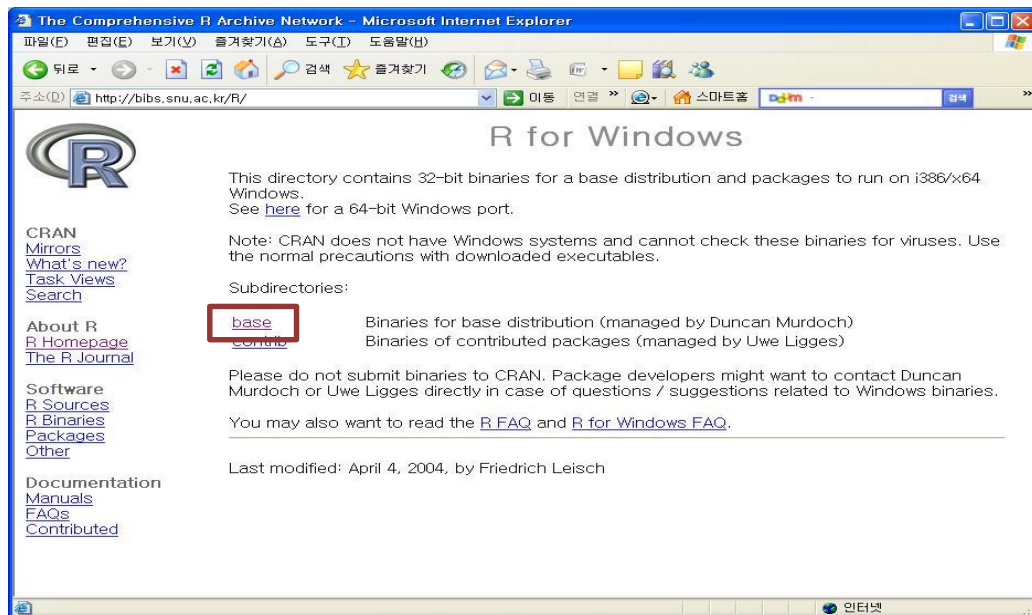 The Comprehensive R Archive Network - Microsoft Internet Explorer
파일(F) 편집(E) 보기(V) 즐겨찾기(A) 도구(T) 도움말(H)
뒤로 검색 즐겨찾기
주소(D) http://bibs.snu.ac.kr/R/ 이동 연결 » 스마트홈 Daum 검색 »
R
R for Windows
This directory contains 32-bit binaries for a base distribution and packages to run on i386/x64
Windows.
See here for a 64-bit Windows port.
Note: CRAN does not have Windows systems and cannot check these binaries for viruses. Use
the normal precautions with downloaded executables.
Subdirectories:
base Binaries for base distribution (managed by Duncan Murdoch)
contrib Binaries of contributed packages (managed by Uwe Ligges)
Please do not submit binaries to CRAN. Package developers might want to contact Duncan
Murdoch or Uwe Ligges directly in case of questions / suggestions related to Windows binaries.
You may also want to read the R FAQ and R for Windows FAQ.
Last modified: April 4, 2004, by Friedrich Leisch
CRAN
Mirrors
What's new?
Task Views
Search
About R
R Homepage
The R Journal
Software
R Sources
R Binaries
Packages
Other
Documentation
Manuals
FAQs
Contributed
인터넷